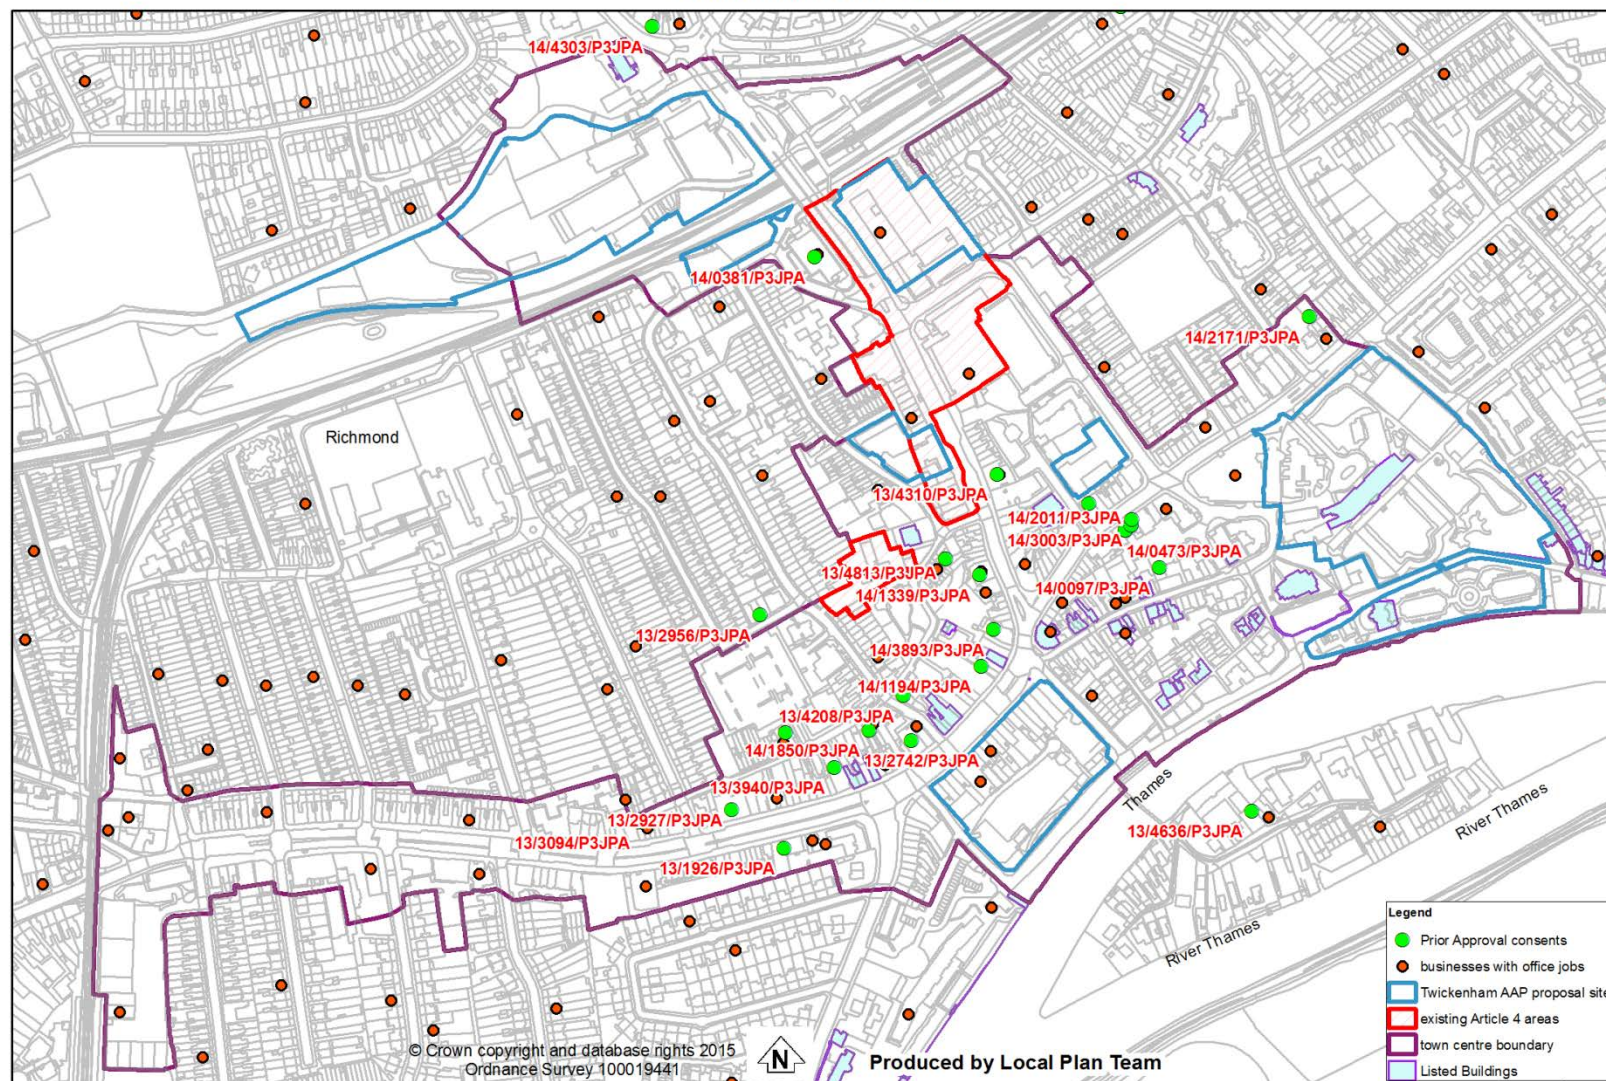 14/4303/P3JPA
14/0381/P3JPA
14/2171/P3JPA
Richmond
13/4310/P3JPA
14/2011/P3JPA
14/3003/P3JPA
14/0473/P3JPA
13/4813/P3JPA
14/1339/P3JPA
14/0097/P3JPA
13/2956/P3JPA
14/3893/P3JPA
14/1194/P3JPA
13/4208/P3JPA
14/1850/P3JPA
13/2742/P3JPA
13/3940/P3JPA
13/2927/P3JPA
13/3094/P3JPA
13/1926/P3JPA
Thames
13/4636/P3JPA
River Thames
River Thames
Legend
Prior Approval consents
businesses with office jobs
Twickenham AAP proposal site
existing Article 4 areas
town centre boundary
Listed Buildings
© Crown copyright and database rights 2015
Ordnance Survey 100019441
N
Produced by Local Plan Team